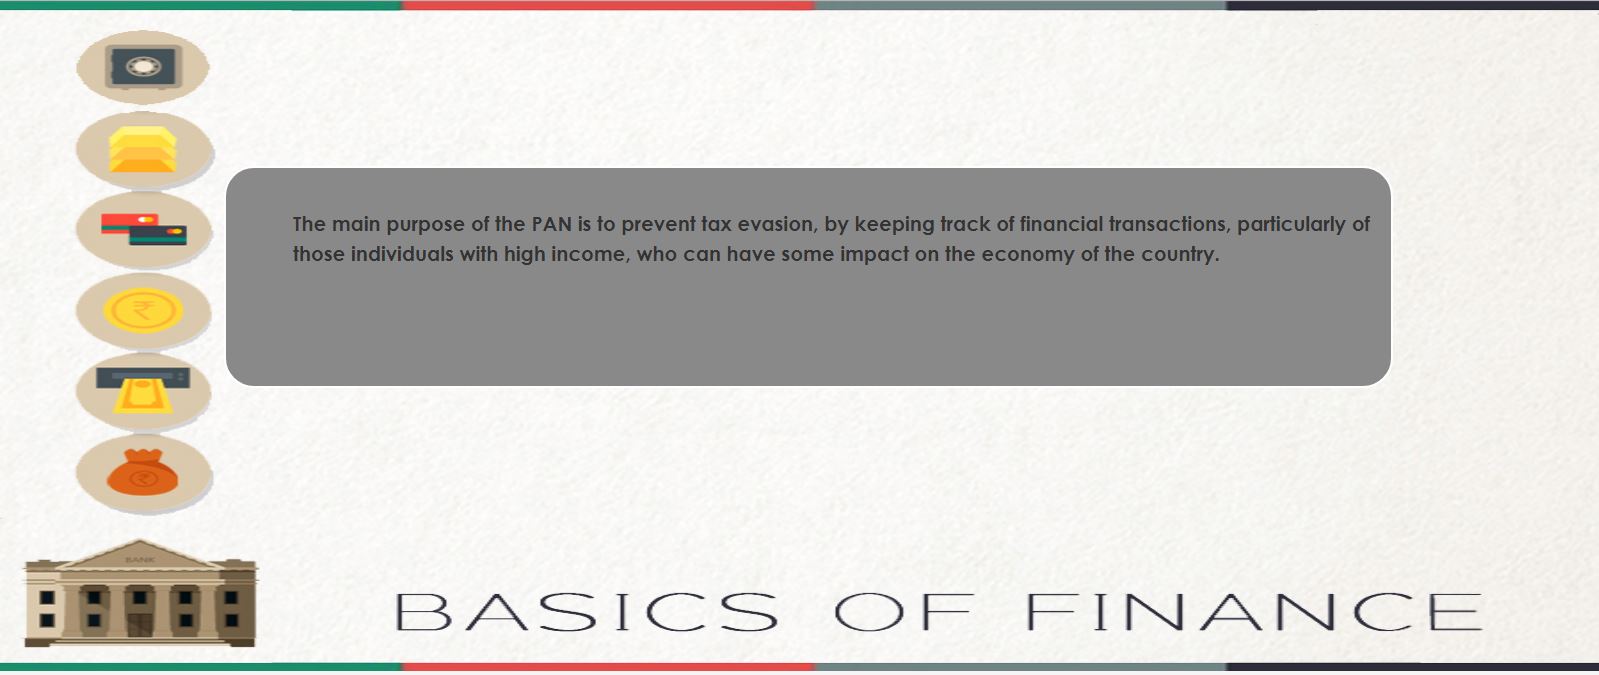 The main purpose of the PAN is to prevent tax evasion, by keeping track of financial transactions, particularly of
those individuals with high income, who can have some impact on the economy of the country.
BANK
BASICS OF FINANCE